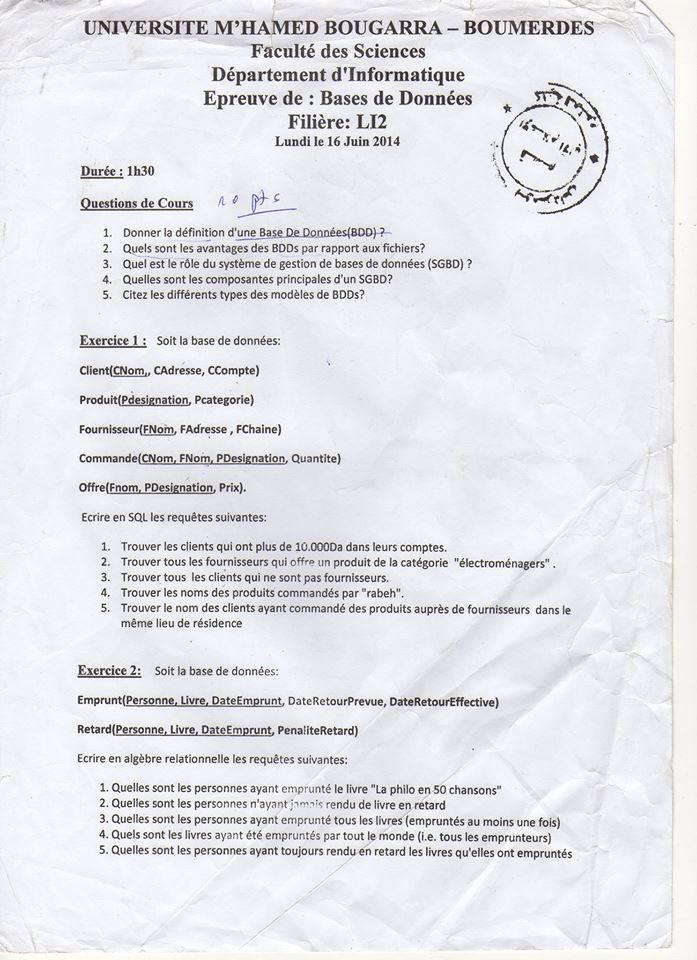 UNIVERSITE M'HAMED BOUGARRA – BOUMERDES
Faculté des Sciences
Département d'Informatique
Epreuve de : Bases de Données
Filière: LI2
Lundi le 16 Juin 2014
Durée : 1h30
Questions de Cours pts
1. Donner la définition d'une Base De Données(BDD) ?
2. Quels sont les avantages des BDDs par rapport aux fichiers?
3. Quel est le rôle du système de gestion de bases de données (SGBD) ?
4. Quelles sont les composantes principales d'un SGBD?
5. Citez les différents types des modèles de BDDs?
Exercice 1 : Soit la base de données:
Client(CNom,, CAdresse, CCompte)
Produit(Pdesignation, Pcategorie)
Fournisseur(FNom, FAdresse , FChaine)
Commande(CNom, FNom, PDesignation, Quantite)
Offre(Fnom, PDesignation, Prix).
Ecrire en SQL les requêtes suivantes:
1. Trouver les clients qui ont plus de 10.000Da dans leurs comptes.
2. Trouver tous les fournisseurs qui offre un produit de la catégorie "électroménagers" .
3. Trouver tous les clients qui ne sont pas fournisseurs.
4. Trouver les noms des produits commandés par "rabeh".
5. Trouver le nom des clients ayant commandé des produits auprès de fournisseurs dans le
même lieu de résidence
Exercice 2: Soit la base de données:
Emprunt(Personne, Livre, DateEmprunt, DateRetourPrevue, DateRetourEffective)
Retard(Personne, Livre, DateEmprunt, PenaliteRetard)
Ecrire en algèbre relationnelle les requêtes suivantes:
1. Quelles sont les personnes ayant emprunté le livre "La philo en 50 chansons"
2. Quelles sont les personnes n'ayant jamais rendu de livre en retard
3. Quelles sont les personnes ayant emprunté tous les livres (empruntés au moins une fois)
4. Quels sont les livres ayant été empruntés par tout le monde (i.e. tous les emprunteurs)
5. Quelles sont les personnes ayant toujours rendu en retard les livres qu'elles ont empruntés